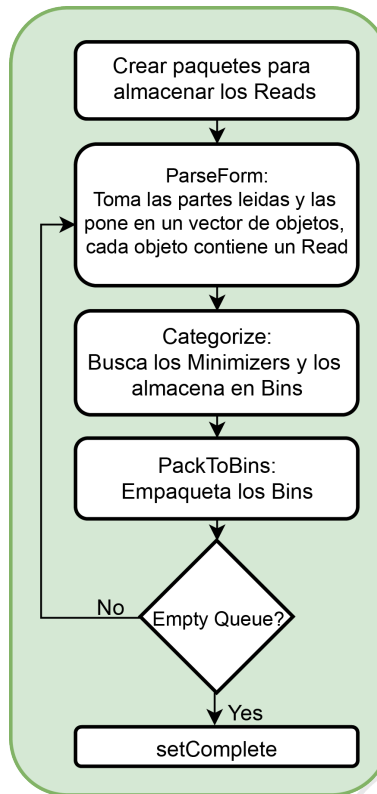 Crear paquetes para
almacenar los Reads
ParseForm:
Toma las partes leidas y las
pone en un vector de objetos,
cada objeto contiene un Read
Categorize:
Busca los Minimizers y los
almacena en Bins
PackToBins:
Empaqueta los Bins
Empty Queue?
No
Yes
setComplete